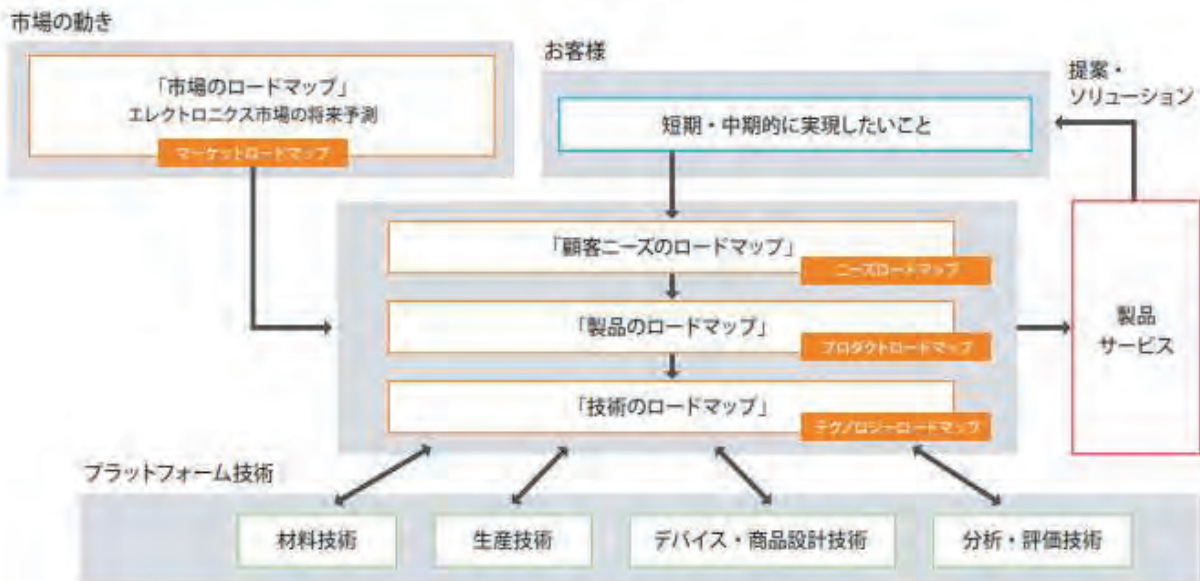 市場の動き
「市場のロードマップ」
エレクトロニクス市場の将来予測
マーケットロードマップ
お客様
短期・中期的に実現したいこと
提案・
ソリューション
「顧客ニーズのロードマップ」
ニーズロードマップ
「製品のロードマップ」
プロダクトロードマップ
「技術のロードマップ」
テクノロジーロードマップ
製品
サービス
プラットフォーム技術
材料技術
生産技術
デバイス・商品設計技術
分析・評価技術